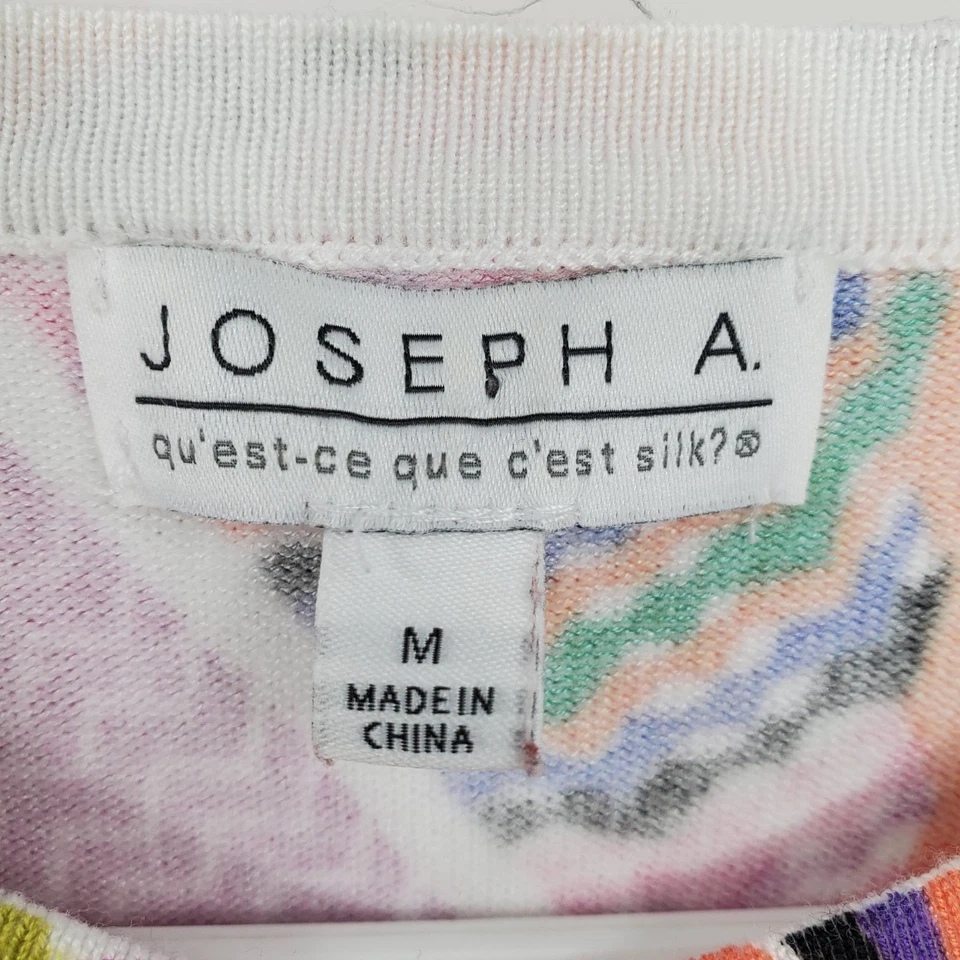 JOSEPH A.
qu'est-ce que c'est silk?®
M
MADE IN
CHINA